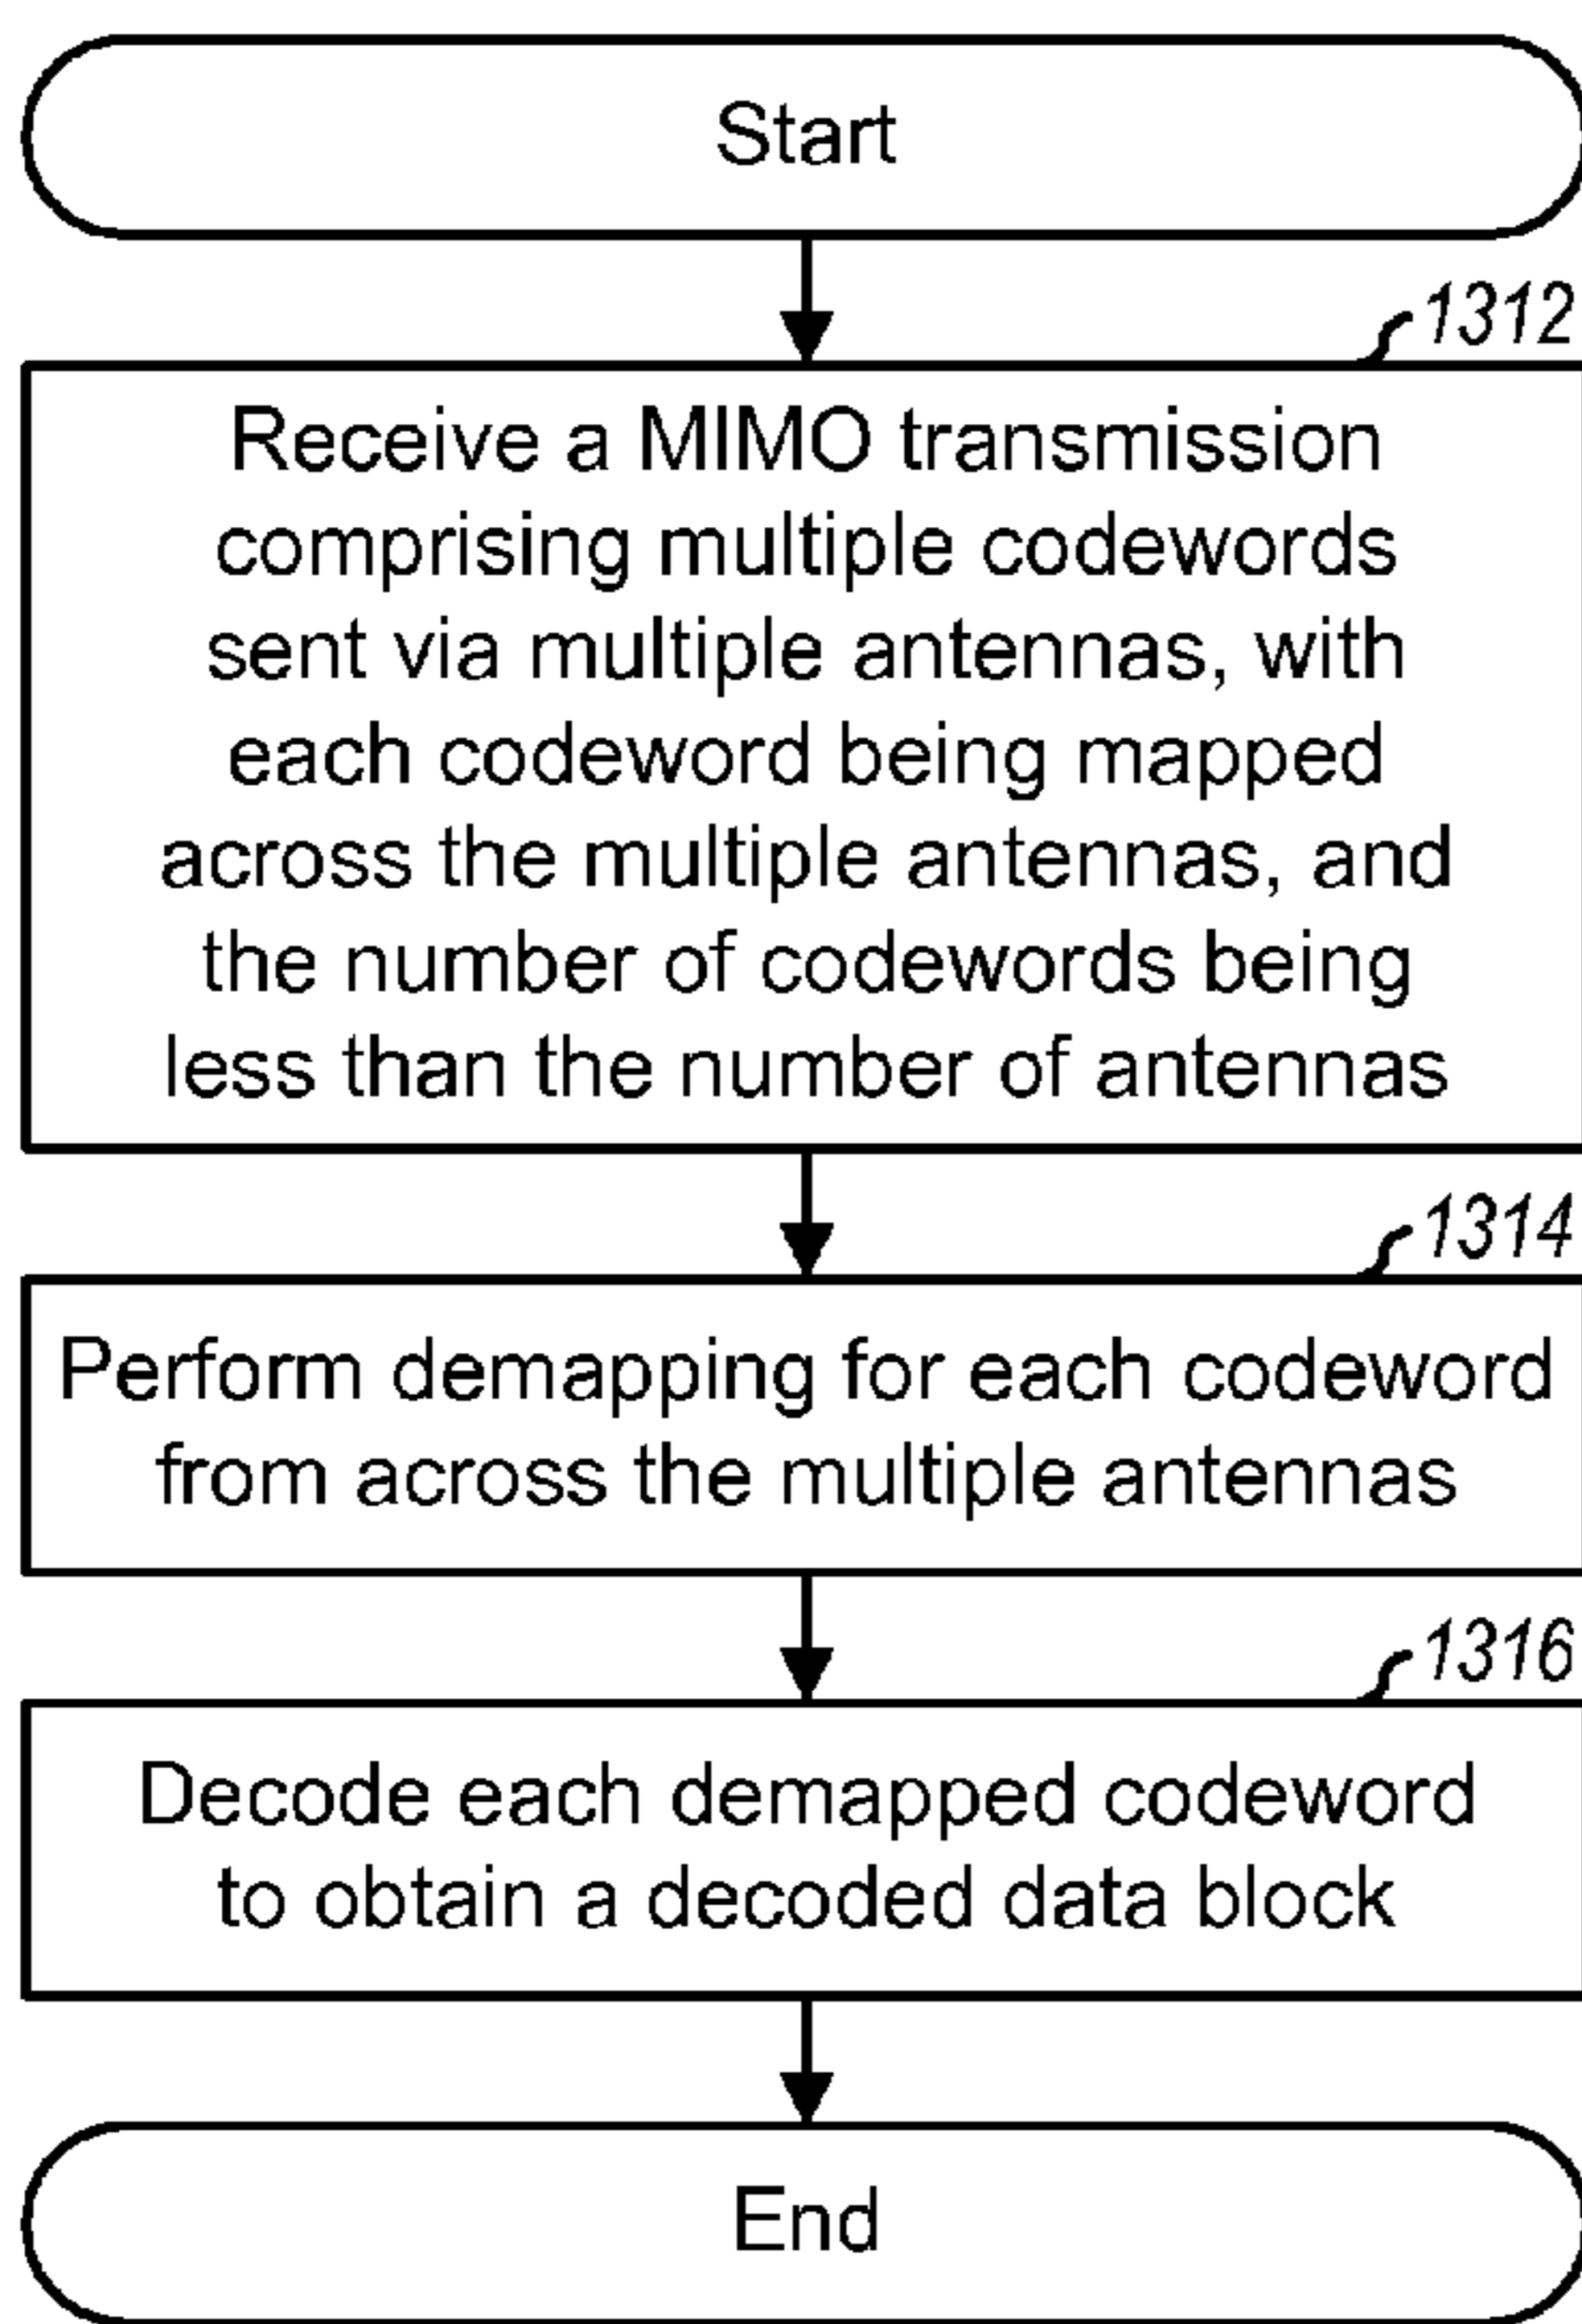 Start
1312
Receive a MIMO transmission
comprising multiple codewords
sent via multiple antennas, with
each codeword being mapped
across the multiple antennas, and
the number of codewords being
less than the number of antennas
1314
Perform demapping for each codeword
from across the multiple antennas
1316
Decode each demapped codeword
to obtain a decoded data block
End